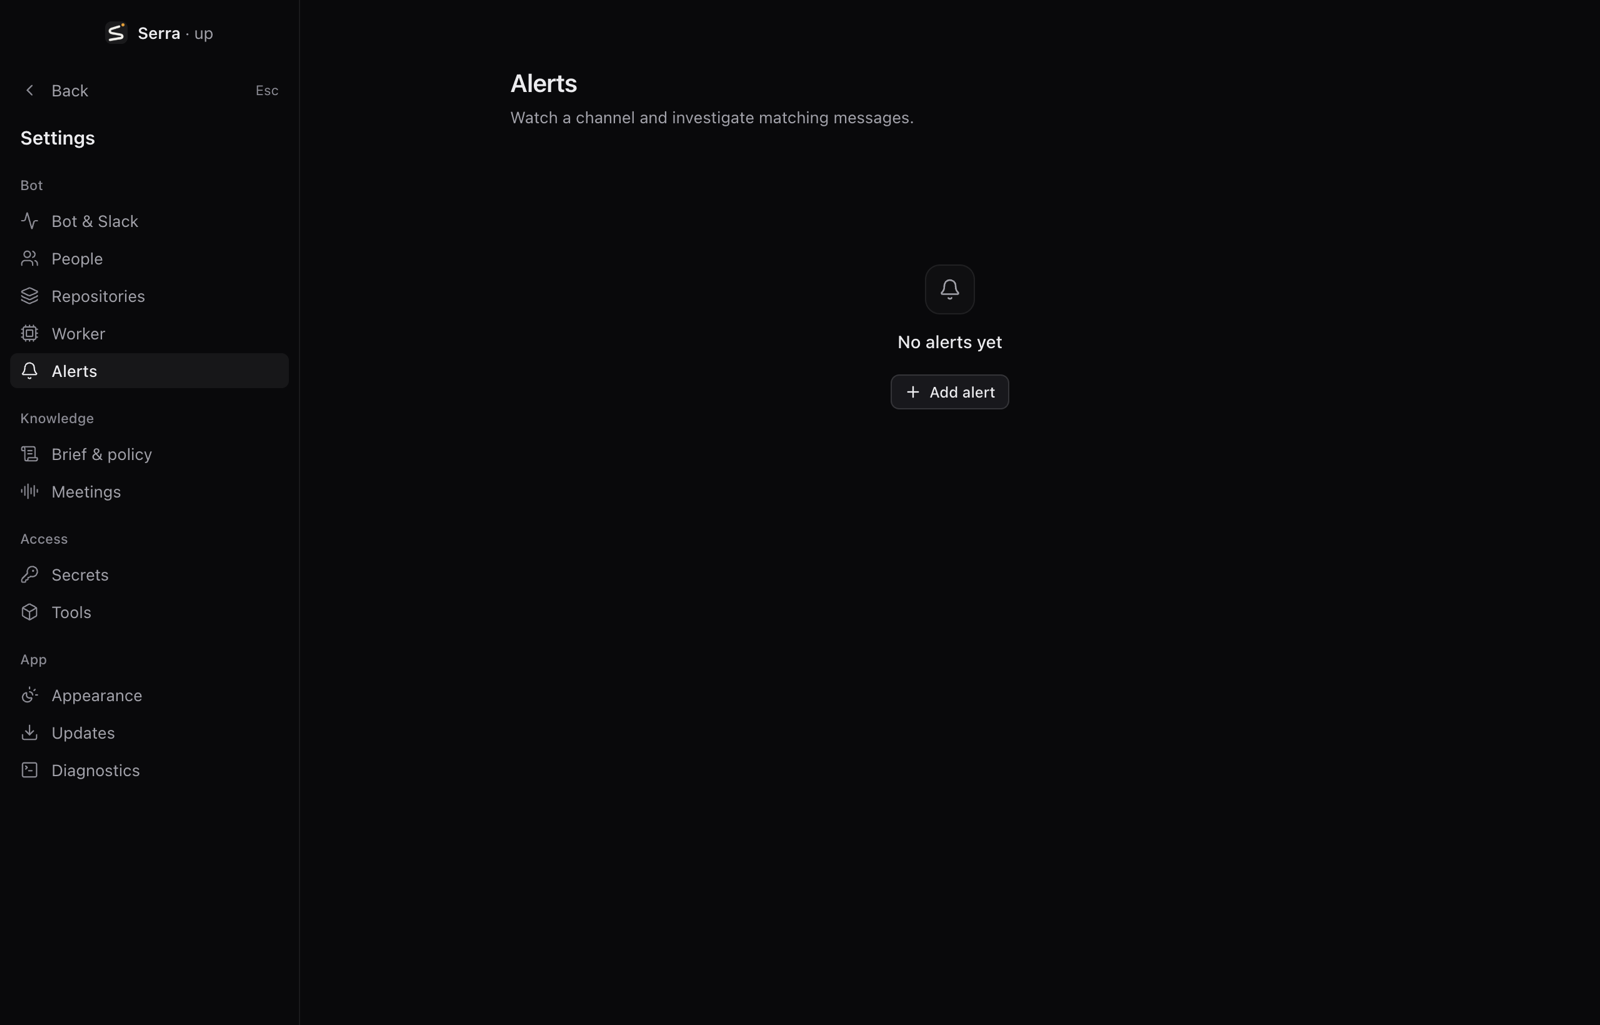 Serra · up
Back
Esc
Settings
Bot
Bot & Slack
People
Repositories
Worker
Alerts
Knowledge
Brief & policy
Meetings
Access
Secrets
Tools
App
Appearance
Updates
Diagnostics
Alerts
Watch a channel and investigate matching messages.
No alerts yet
Add alert